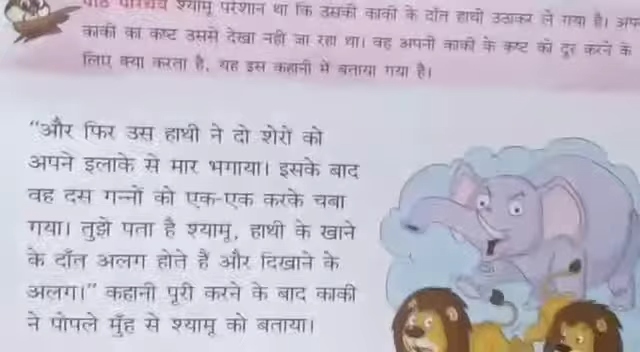 पाठ परिचय श्यामू परेशान था कि उसकी काकी के दाँत हाथी उठाकर ले गया है।
काकी का कष्ट उससे देखा नहीं जा रहा था। वह अपनी काकी के कष्ट को दूर करने के
लिए क्या करता है, यह इस कहानी में बताया गया है।
“और फिर उस हाथी ने दो शेरों को
अपने इलाके से मार भगाया। इसके बाद
वह दस गन्नों को एक-एक करके चबा
गया। तुझे पता है श्यामू, हाथी के खाने
के दाँत अलग होते हैं और दिखाने के
अलग।” कहानी पूरी करने के बाद काकी
ने पोपले मुँह से श्यामू को बताया।